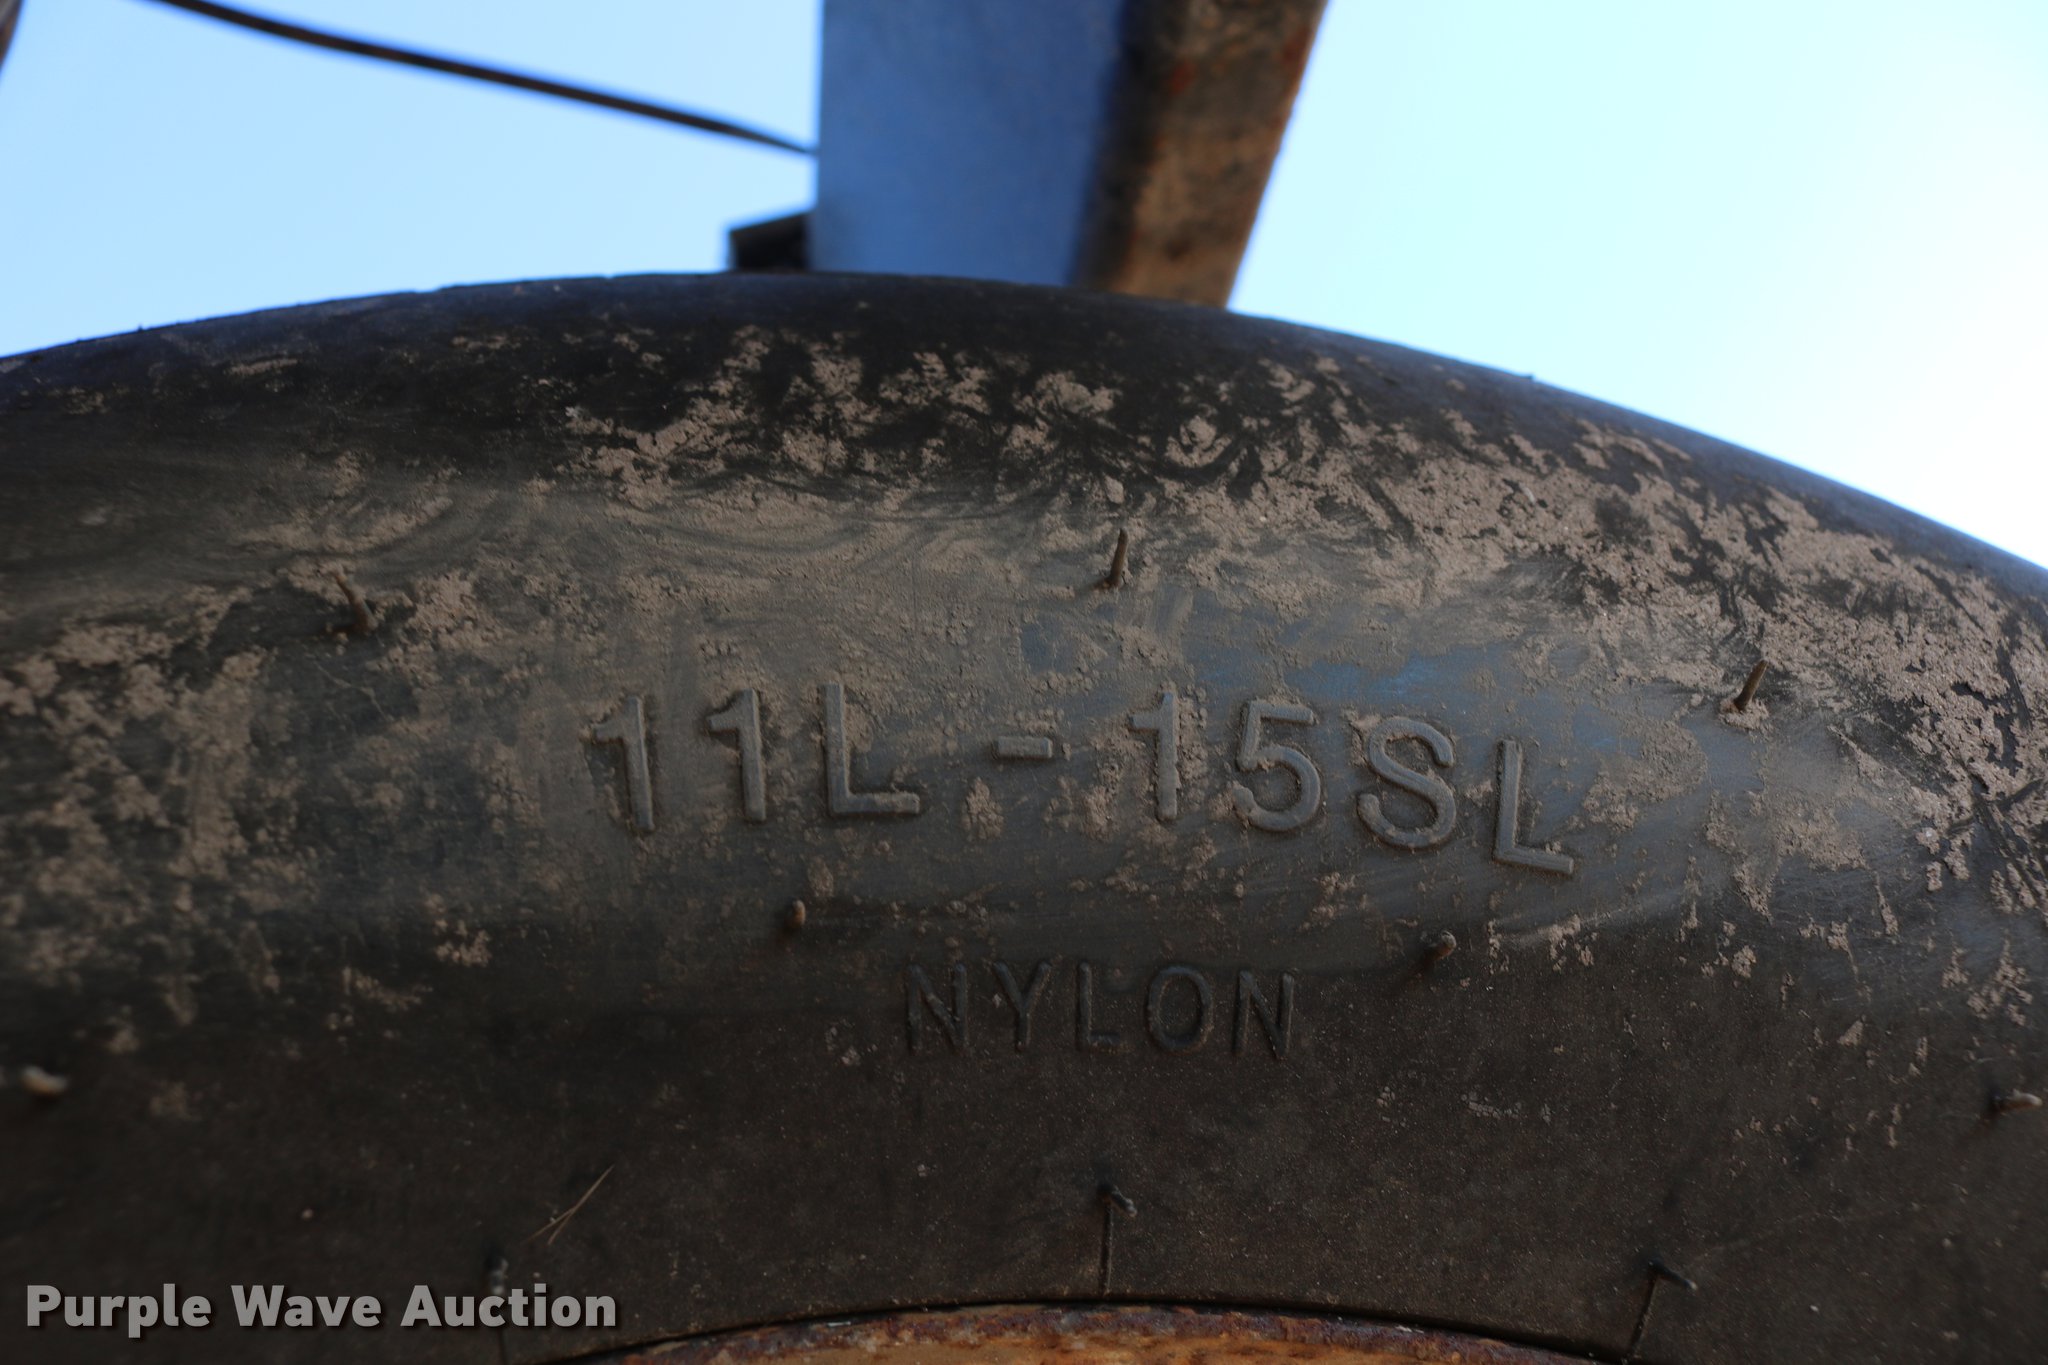 11L-15SL
NYLON
Purple Wave Auction